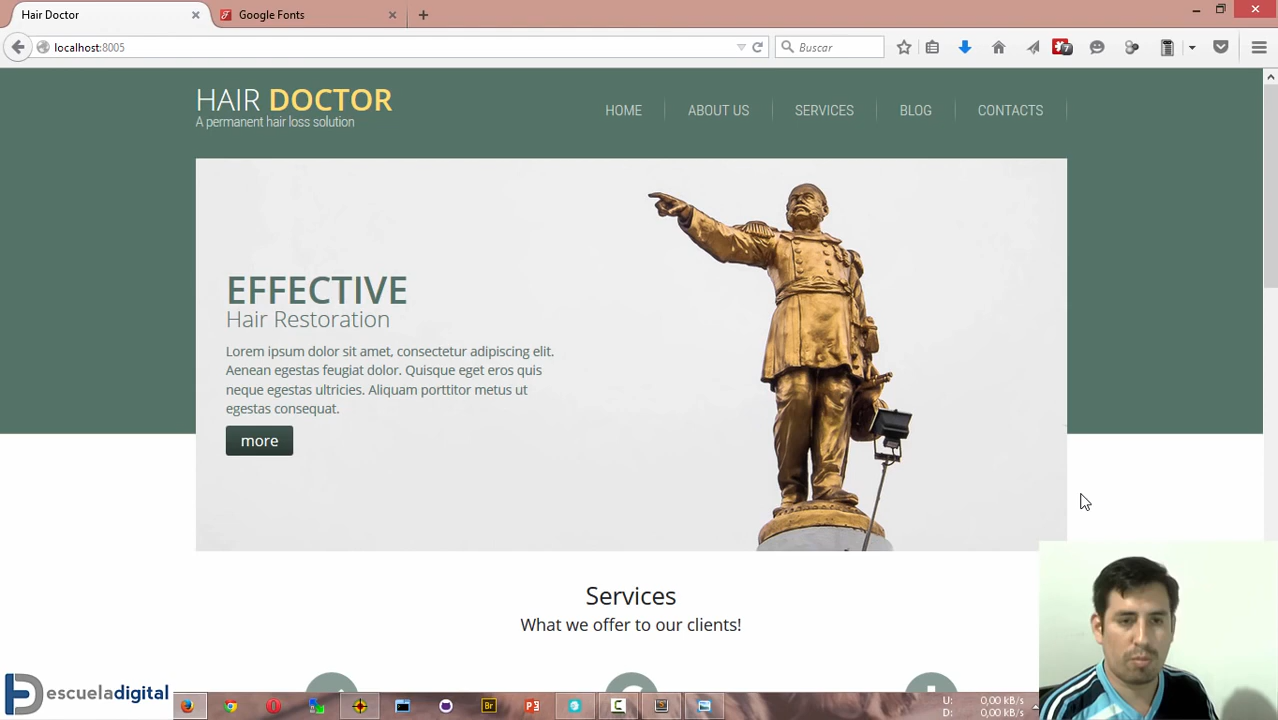 Hair Doctor
Google Fonts
localhost:8005
Buscar
7
HAIR DOCTOR
A permanent hair loss solution
HOME
ABOUT US
SERVICES
BLOG
CONTACTS
EFFECTIVE
Hair Restoration
Lorem ipsum dolor sit amet, consectetur adipiscing elit.
Aenean egestas feugiat dolor. Quisque eget eros quis
neque egestas ultricies. Aliquam porttitor metus ut
egestas consequat.
more
Services
What we offer to our clients!
escueladigital
Br
U: 0,00 kB/s
D: 0,00 kB/s